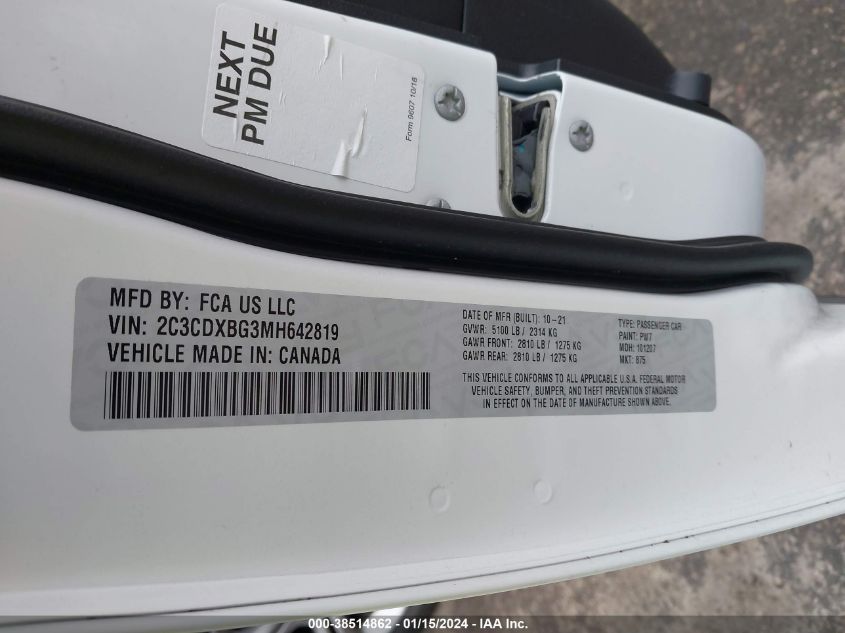 NEXT
PM DUE
Form 9607 10/18
MFD BY: FCA US LLC
VIN: 2C3CDXBG3MH642819
VEHICLE MADE IN: CANADA
DATE OF MFR (BUILT): 10-21
GVWR: 5100 LB / 2314 KG
GAWR FRONT: 2810 LB / 1275 KG
GAWR REAR: 2810 LB / 1275 KG
TYPE: PASSENGER CAR
PAINT: PW7
MDH: 101207
MKT: 875
THIS VEHICLE CONFORMS TO ALL APPLICABLE U.S.A. FEDERAL MOTOR
VEHICLE SAFETY, BUMPER, AND THEFT PREVENTION STANDARDS
IN EFFECT ON THE DATE OF MANUFACTURE SHOWN ABOVE.
000-38514862 - 01/15/2024 - IAA Inc.